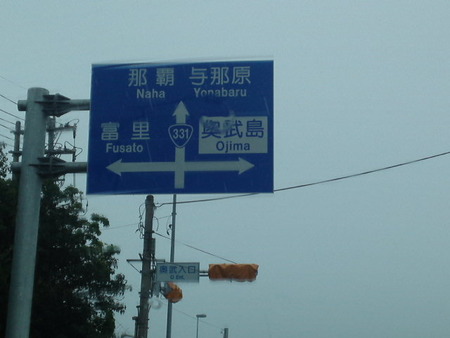 那覇 与那原
Naha Yonabaru
富里 331 奥武島
Fusato Ojima
奥武入口